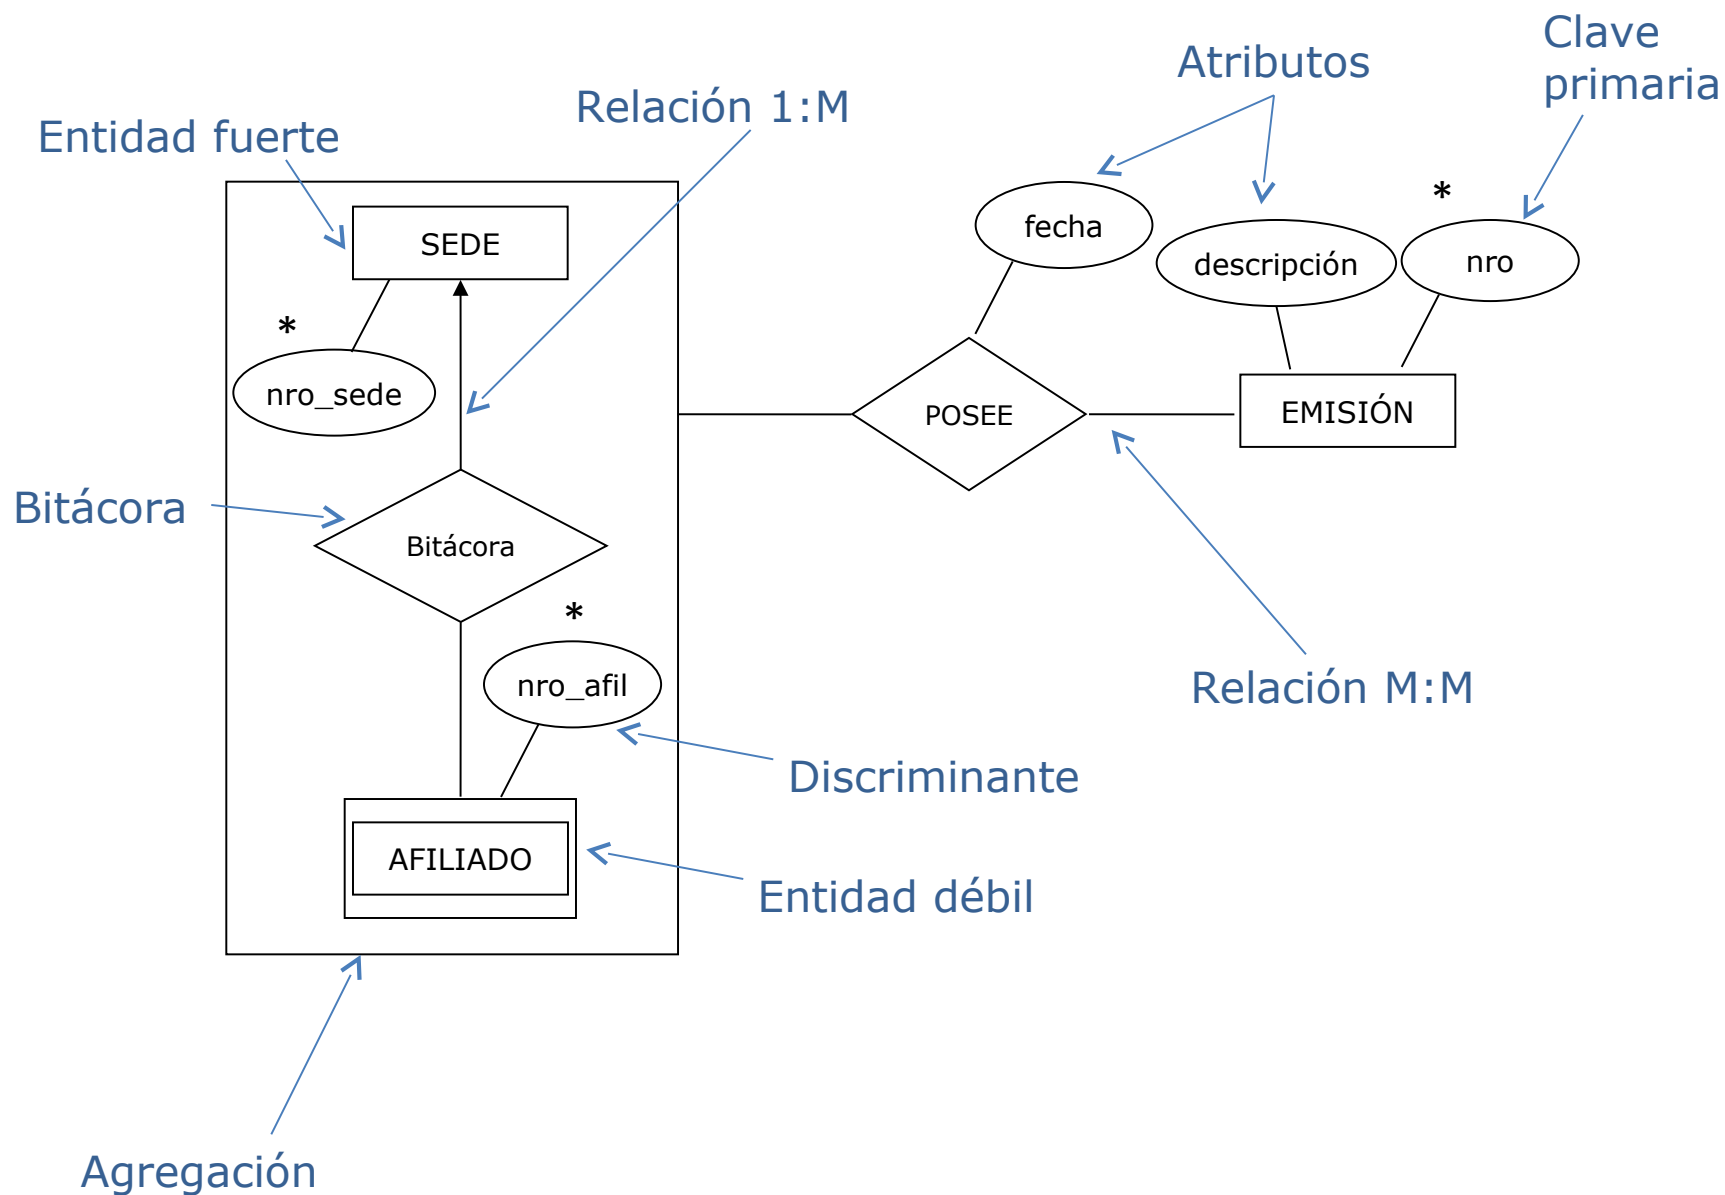 Clave
primaria
Atributos
Relación 1:M
Entidad fuerte
*
fecha
SEDE
descripción
nro
*
nro_sede
POSEE
EMISIÓN
Bitácora
Bitácora
*
nro_afil
Relación M:M
Discriminante
AFILIADO
Entidad débil
Agregación